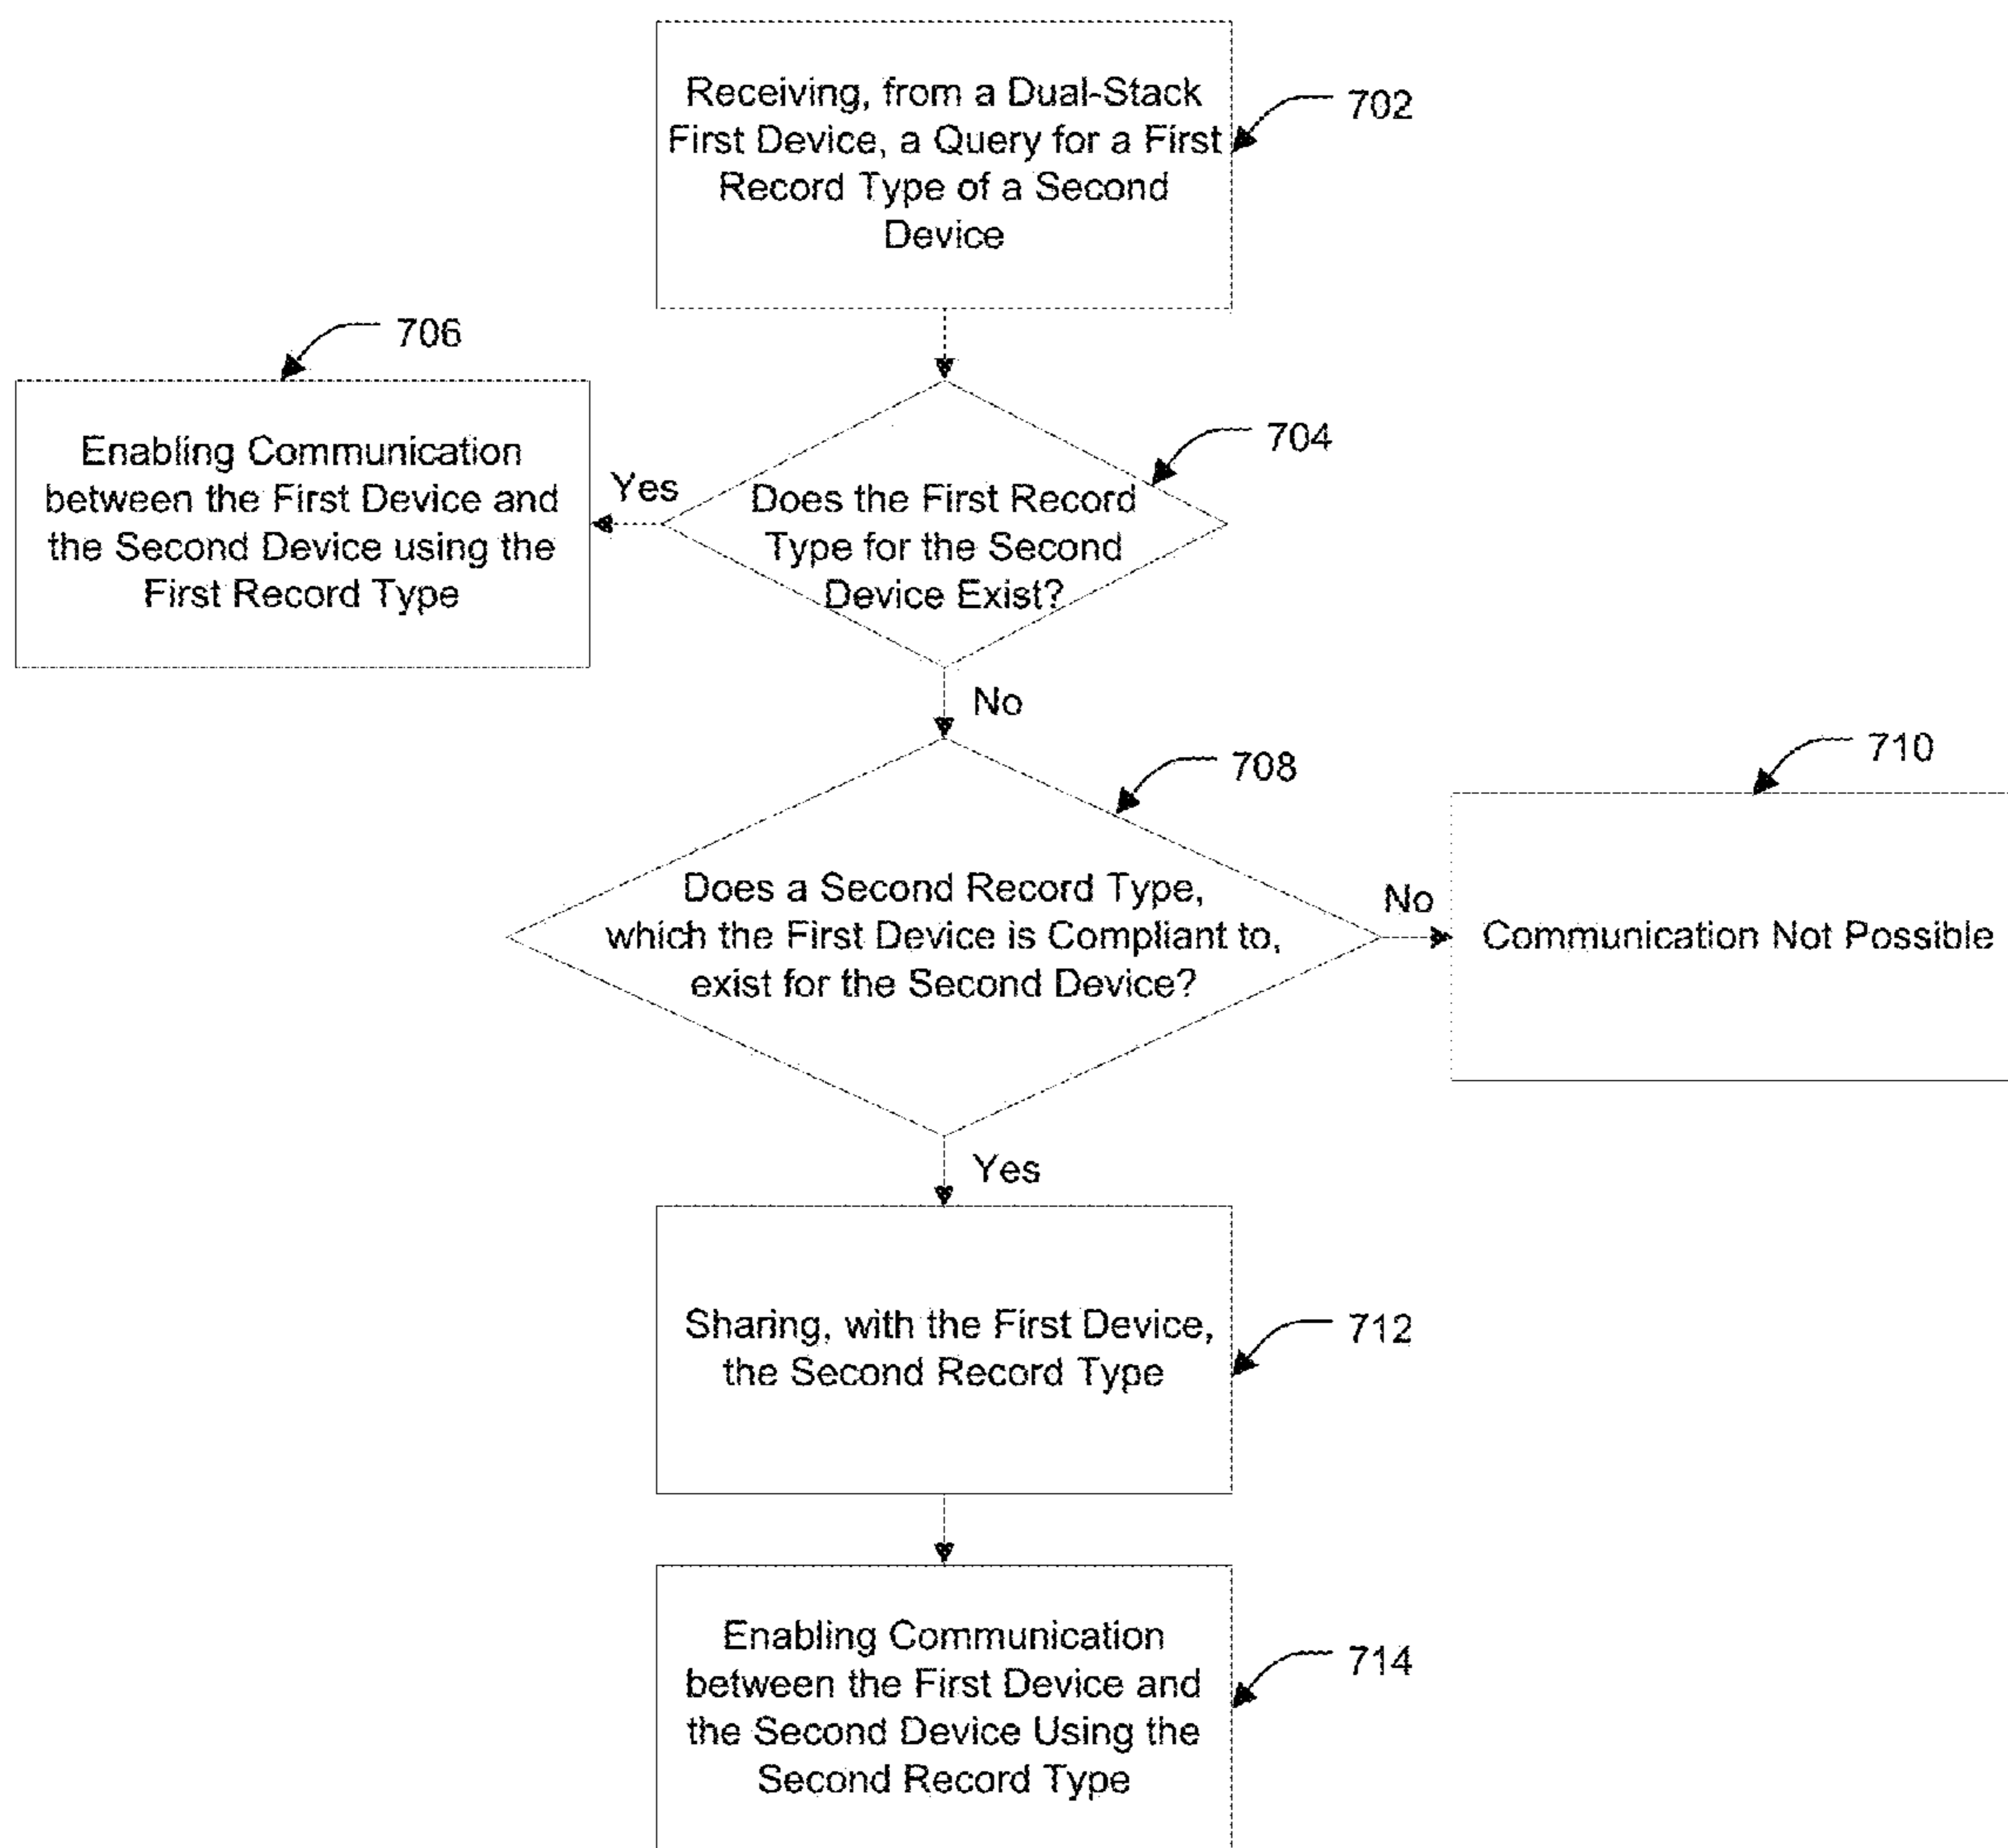 Receiving, from a Dual-Stack
First Device, a Query for a First
Record Type of a Second
Device
702
706
Enabling Communication
between the First Device and
the Second Device using the
First Record Type
Yes
704
Does the First Record
Type for the Second
Device Exist?
No
708
Does a Second Record Type,
which the First Device is Compliant to,
exist for the Second Device?
No
710
Communication Not Possible
Yes
Sharing, with the First Device,
the Second Record Type
712
Enabling Communication
between the First Device and
the Second Device Using the
Second Record Type
714